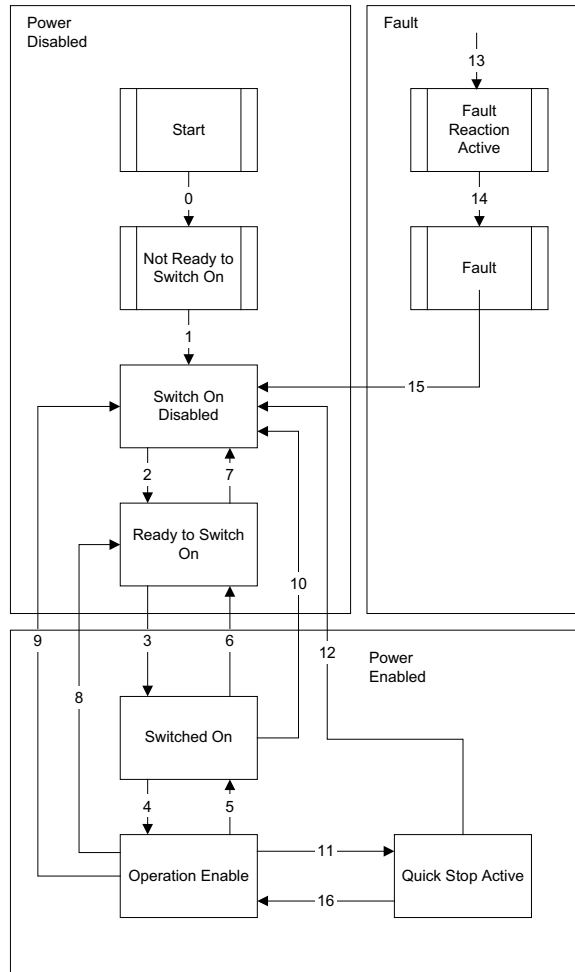 Power
Disabled
Fault
13
Start
Fault
Reaction
Active
0
14
Not Ready to
Switch On
Fault
1
15
Switch On
Disabled
2
7
Ready to Switch
On
10
9
3
6
12
8
Power
Enabled
Switched On
4
5
11
Operation Enable
Quick Stop Active
16